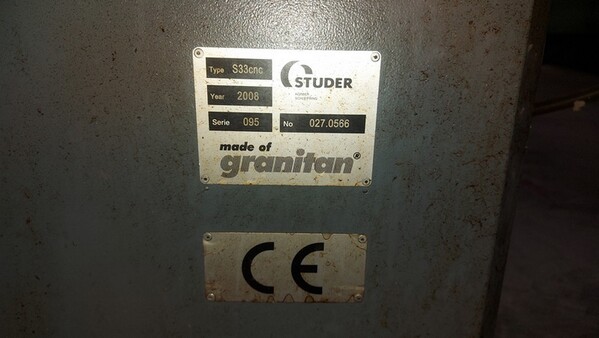 Type S33cnc
STUDER
Year 2008
Serie 095 No 027.0566
made of
granitan®
CE